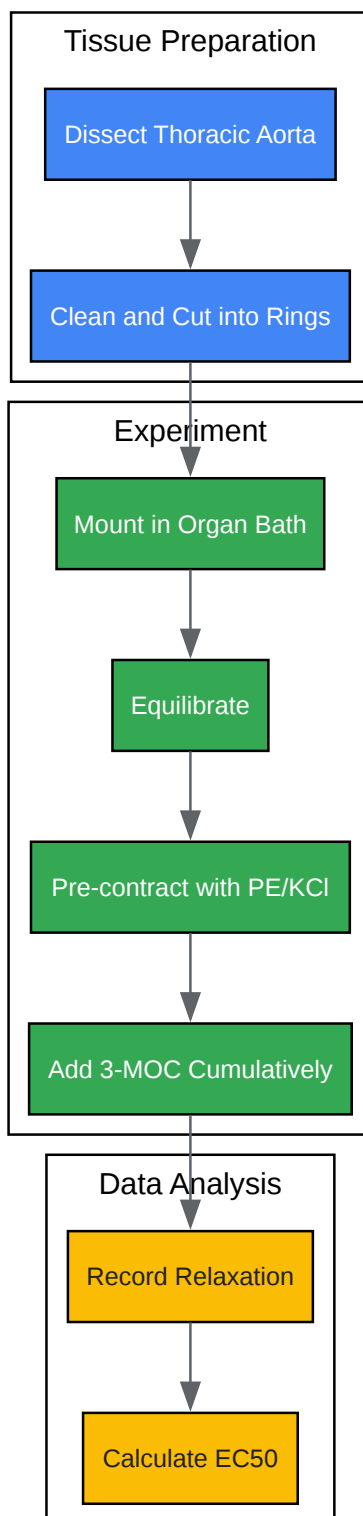 Tissue Preparation
Dissect Thoracic Aorta
Clean and Cut into Rings
Experiment
Mount in Organ Bath
Equilibrate
Pre-contract with PE/KCl
Add 3-MOC Cumulatively
Data Analysis
Record Relaxation
Calculate EC50